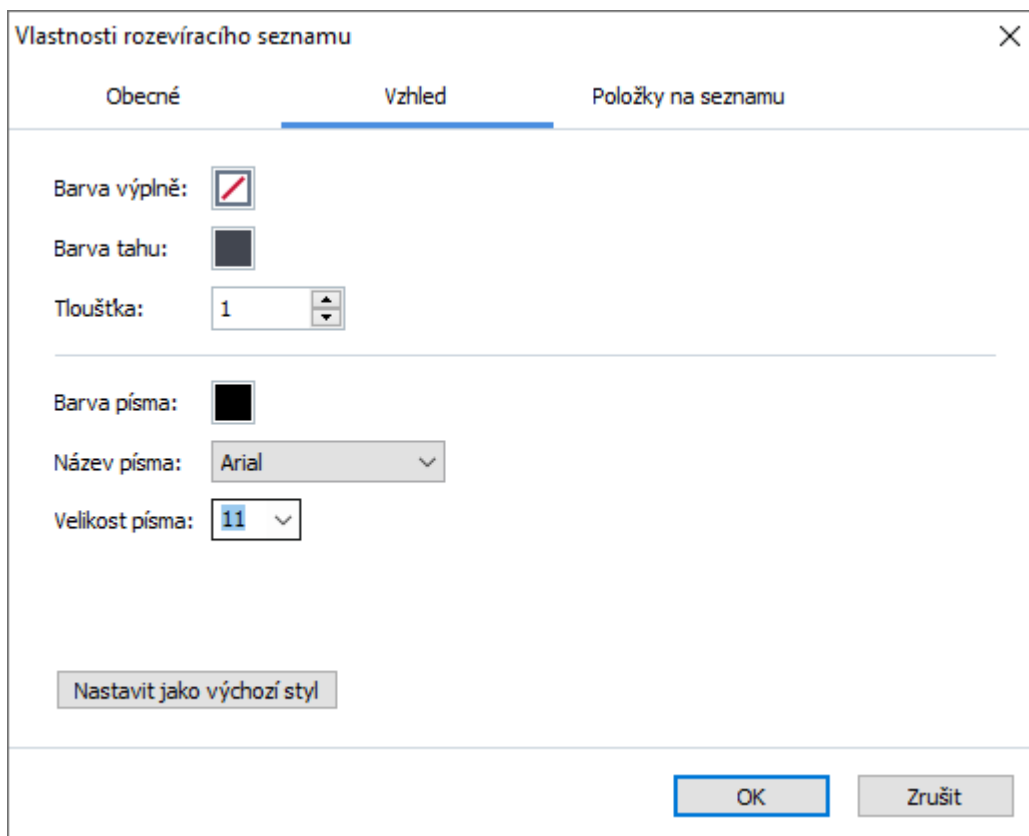 Vlastnosti rozevíracího seznamu
Obecné Vzhled Položky na seznamu
Barva výplně:
Barva tahu:
Tloušťka: 1
Barva písma:
Název písma: Arial
Velikost písma: 11
Nastavit jako výchozí styl
OK Zrušit